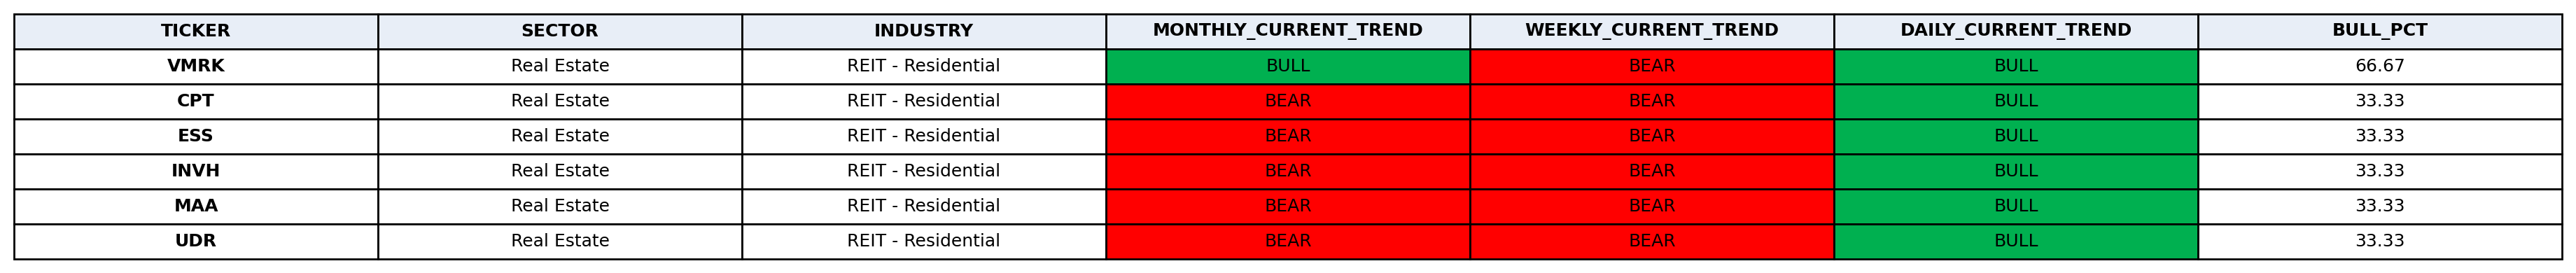 TICKER SECTOR INDUSTRY MONTHLY_CURRENT_TREND WEEKLY_CURRENT_TREND DAILY_CURRENT_TREND BULL_PCT
VMRK Real Estate REIT - Residential BULL BEAR BULL 66.67
CPT Real Estate REIT - Residential BEAR BEAR BULL 33.33
ESS Real Estate REIT - Residential BEAR BEAR BULL 33.33
INVH Real Estate REIT - Residential BEAR BEAR BULL 33.33
MAA Real Estate REIT - Residential BEAR BEAR BULL 33.33
UDR Real Estate REIT - Residential BEAR BEAR BULL 33.33